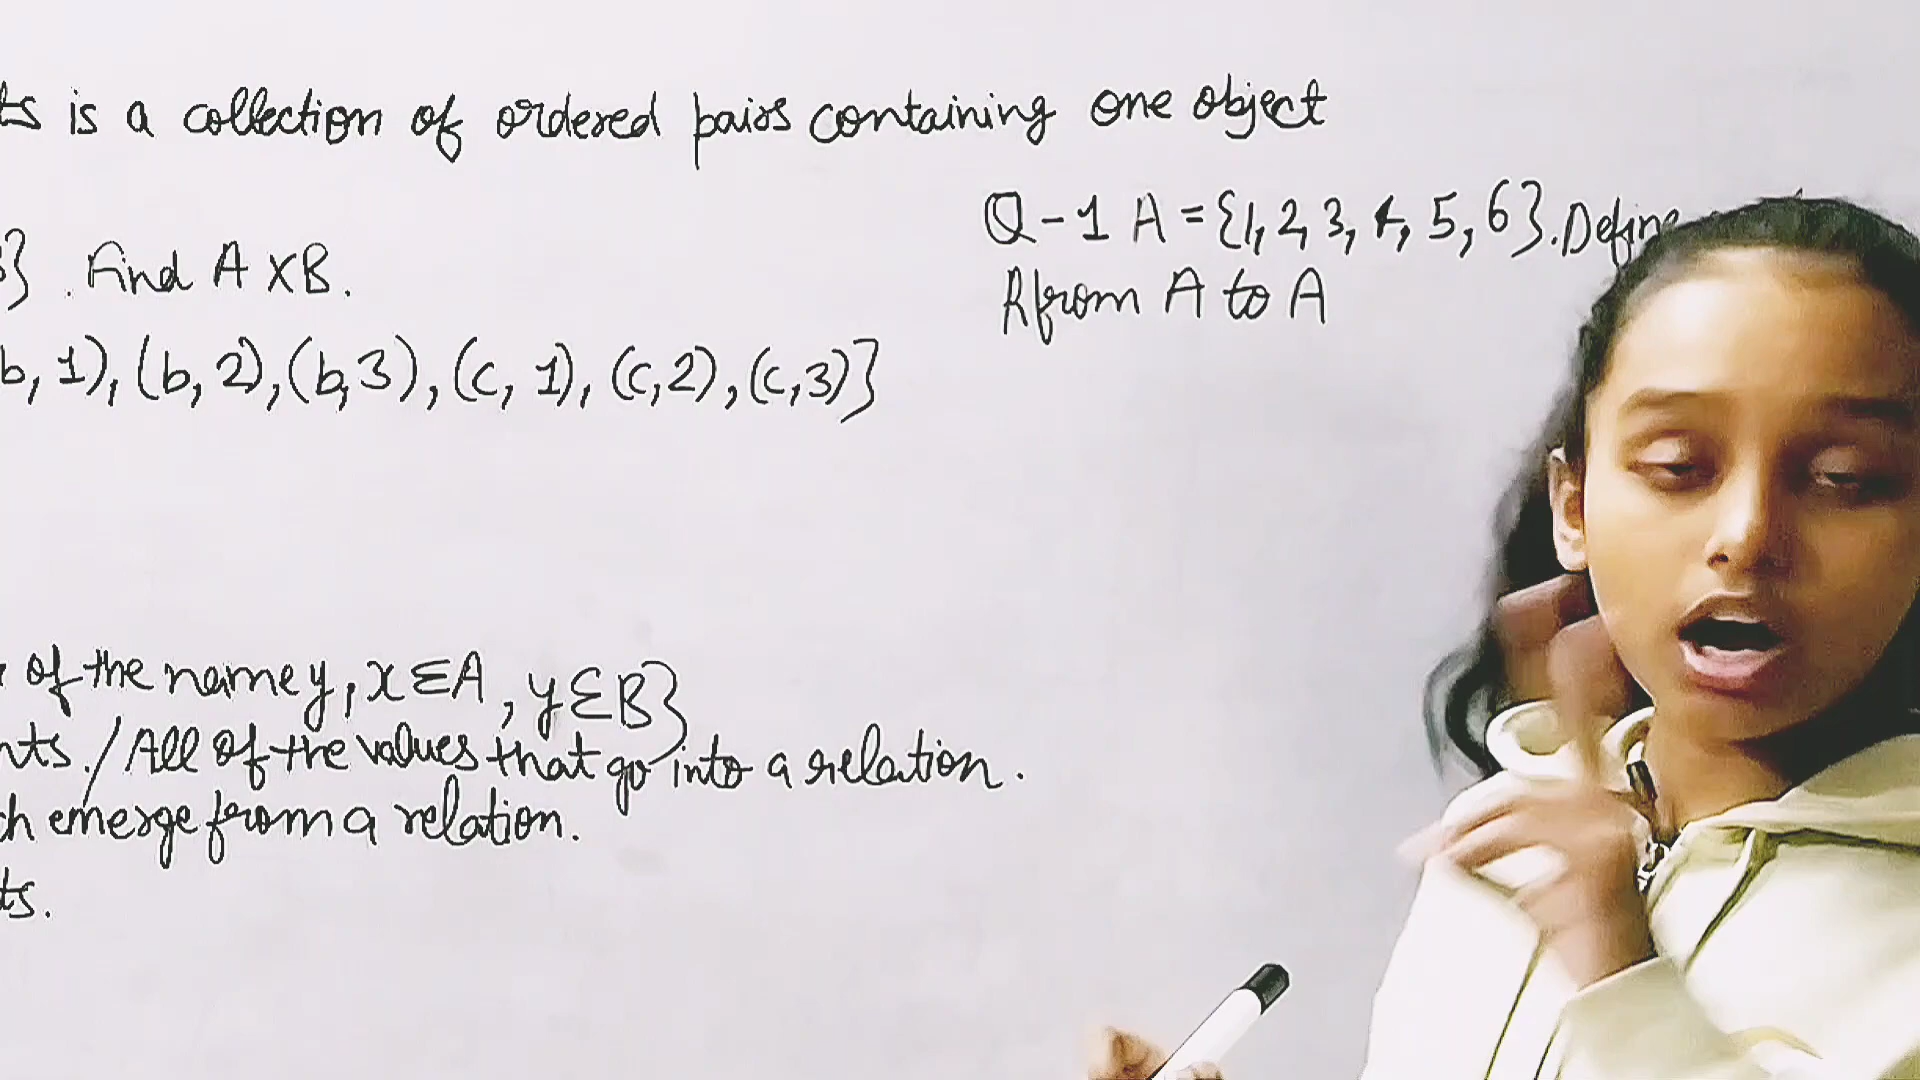 ts is a collection of ordered pairs containing one object
Q-1 A = {1, 2, 3, 4, 5, 6}. Define
R from A to A
} . Find A X B.
b, 1), (b, 2), (b, 3), (c, 1), (c, 2), (c, 3)}
of the name y, x ∈ A, y ∈ B}
nts. / All of the values that go into a relation.
ch emerge from a relation.
ts.